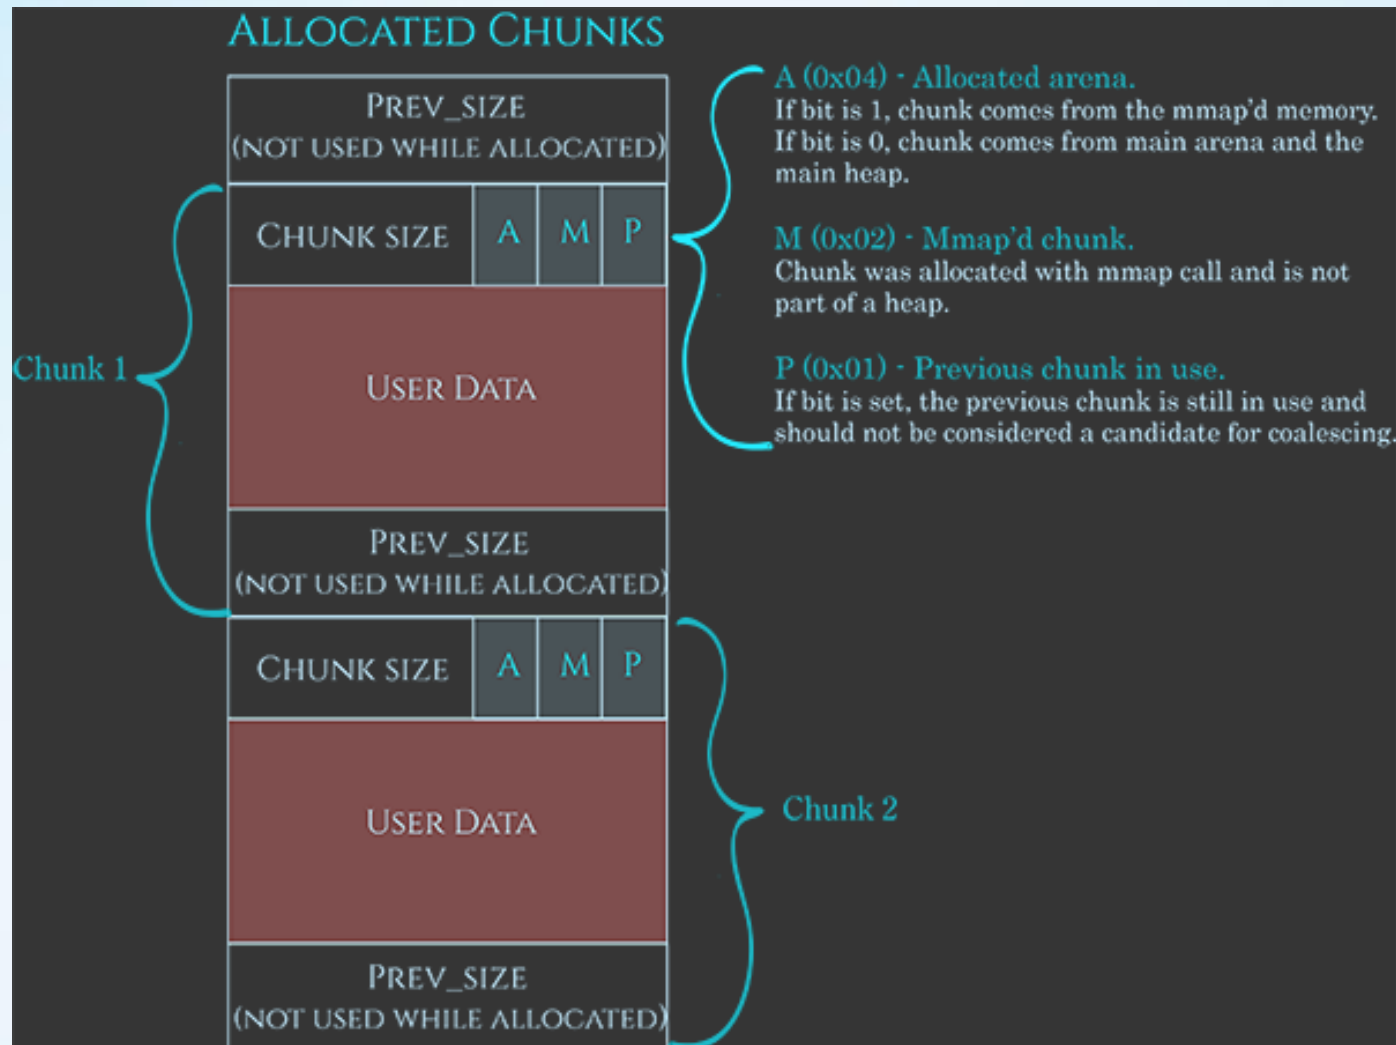 ALLOCATED CHUNKS
PREV_SIZE
(NOT USED WHILE ALLOCATED)
CHUNK SIZE A M P
USER DATA
PREV_SIZE
(NOT USED WHILE ALLOCATED)
CHUNK SIZE A M P
USER DATA
PREV_SIZE
(NOT USED WHILE ALLOCATED)
Chunk 1
Chunk 2
A (0x04) - Allocated arena.
If bit is 1, chunk comes from the mmap'd memory.
If bit is 0, chunk comes from main arena and the
main heap.
M (0x02) - Mmap'd chunk.
Chunk was allocated with mmap call and is not
part of a heap.
P (0x01) - Previous chunk in use.
If bit is set, the previous chunk is still in use and
should not be considered a candidate for coalescing.